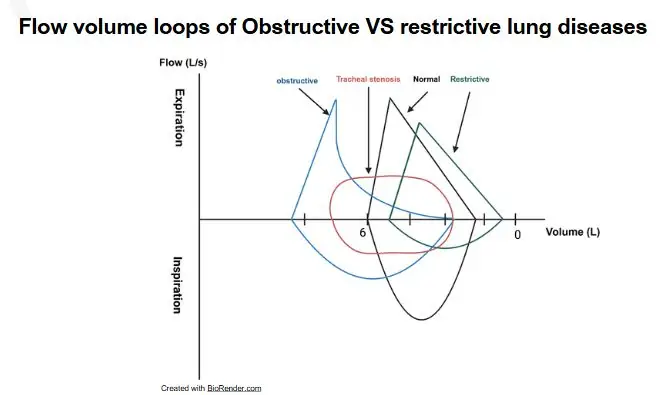 Flow volume loops of Obstructive VS restrictive lung diseases
Flow (L/s)
obstructive
Tracheal stenosis
Normal
Restrictive
Expiration
6
0
Volume (L)
Inspiration
Created with BioRender.com